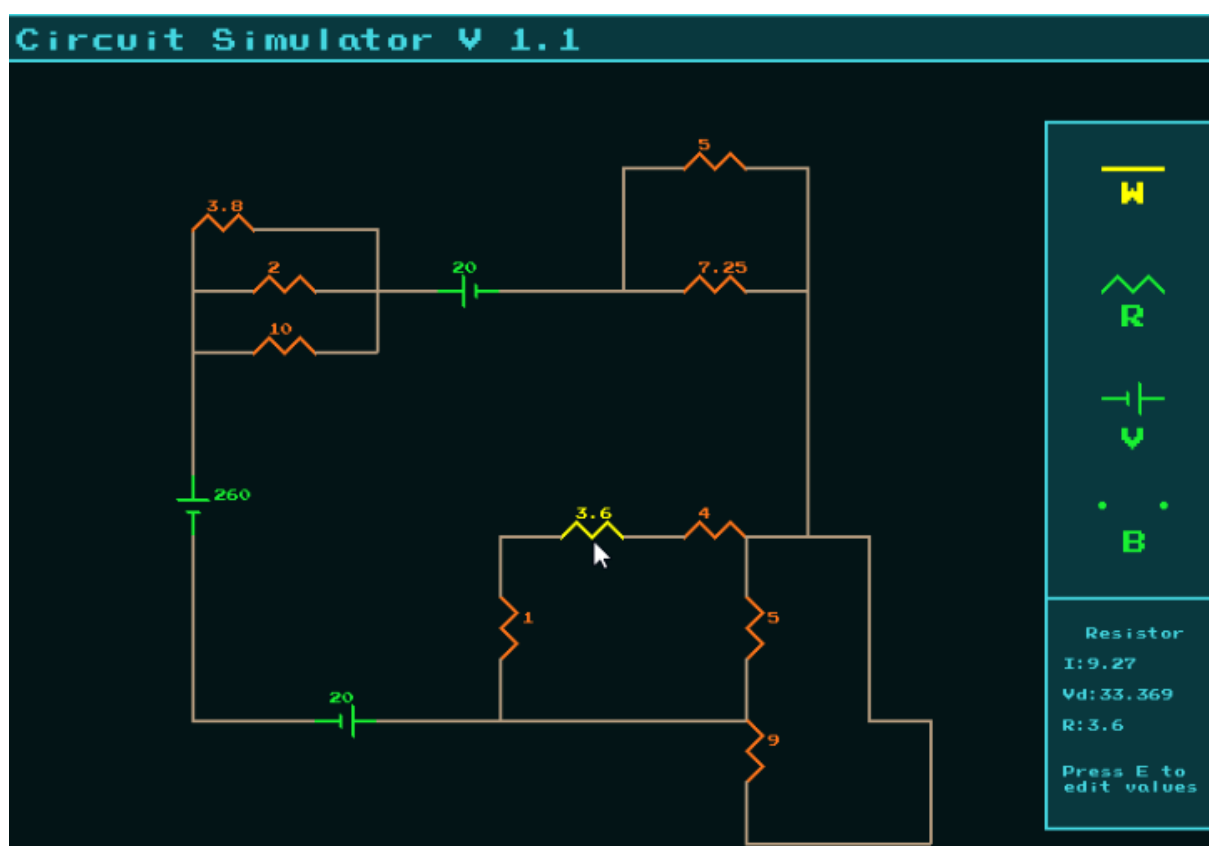 Circuit Simulator V 1.1
5
3.8
2
20
7.25
10
W
R
V
260
3.6
4
B
1
5
20
9
Resistor
I:9.27
Vd:33.369
R:3.6
Press E to
edit values